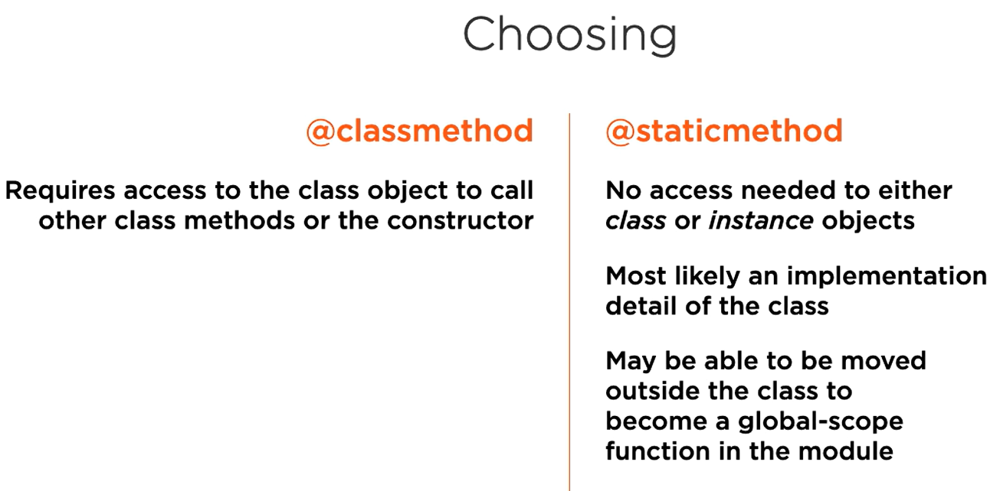 Choosing
@classmethod
Requires access to the class object to call
other class methods or the constructor
@staticmethod
No access needed to either
class or instance objects
Most likely an implementation
detail of the class
May be able to be moved
outside the class to
become a global-scope
function in the module